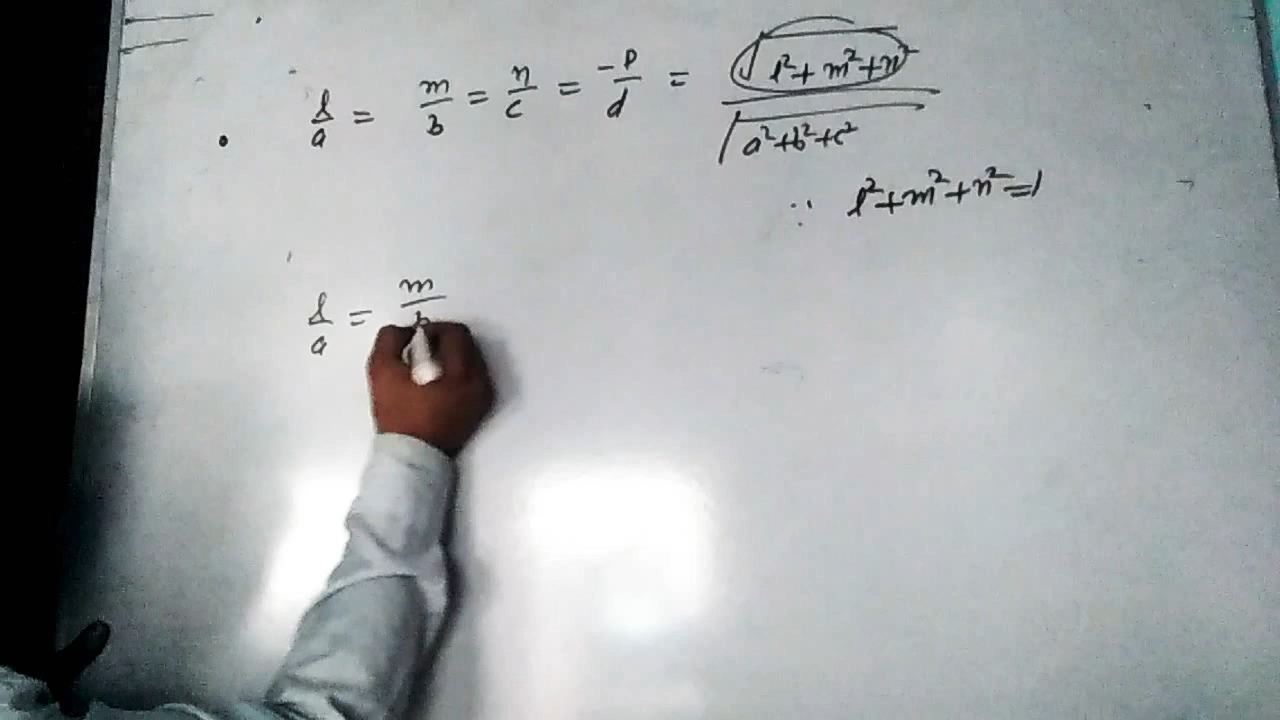 l/a = m/b = n/c = -p/d = √(l²+m²+n²)/√(a²+b²+c²)
∵ l²+m²+n²=1
l/a = m/b